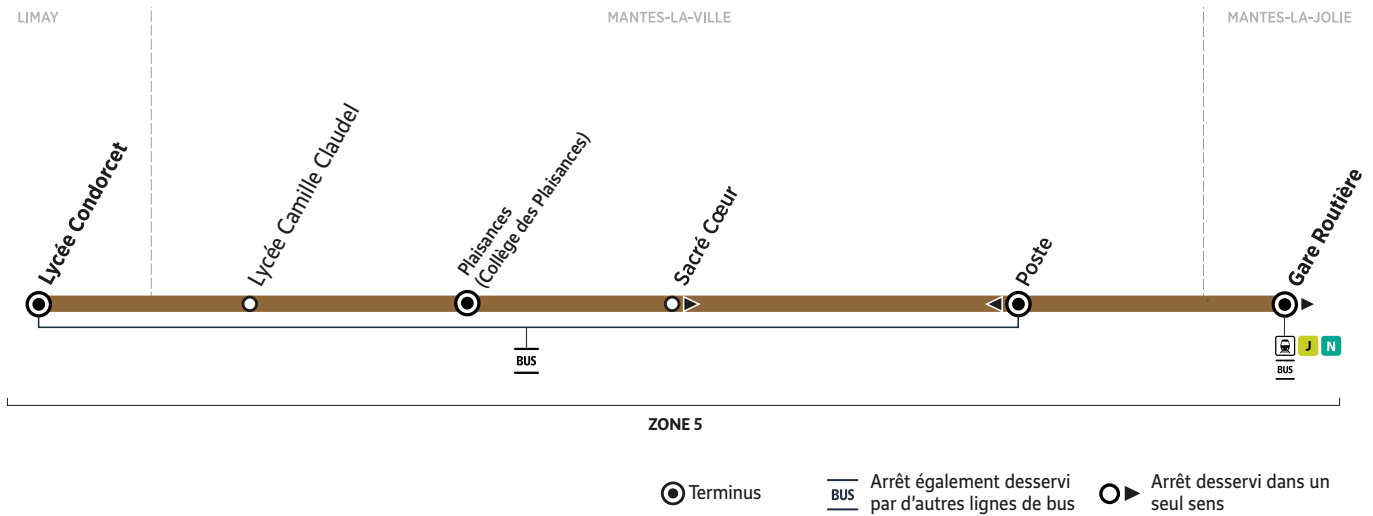 LIMAY
MANTES-LA-VILLE
MANTES-LA-JOLIE
Lycée Condorcet
Lycée Camille Claudel
Plaisances
(Collège des Plaisances)
Sacré Cœur
Poste
Gare Routière
BUS
J N
BUS
ZONE 5
Terminus
BUS
Arrêt également desservi
par d'autres lignes de bus
Arrêt desservi dans un
seul sens